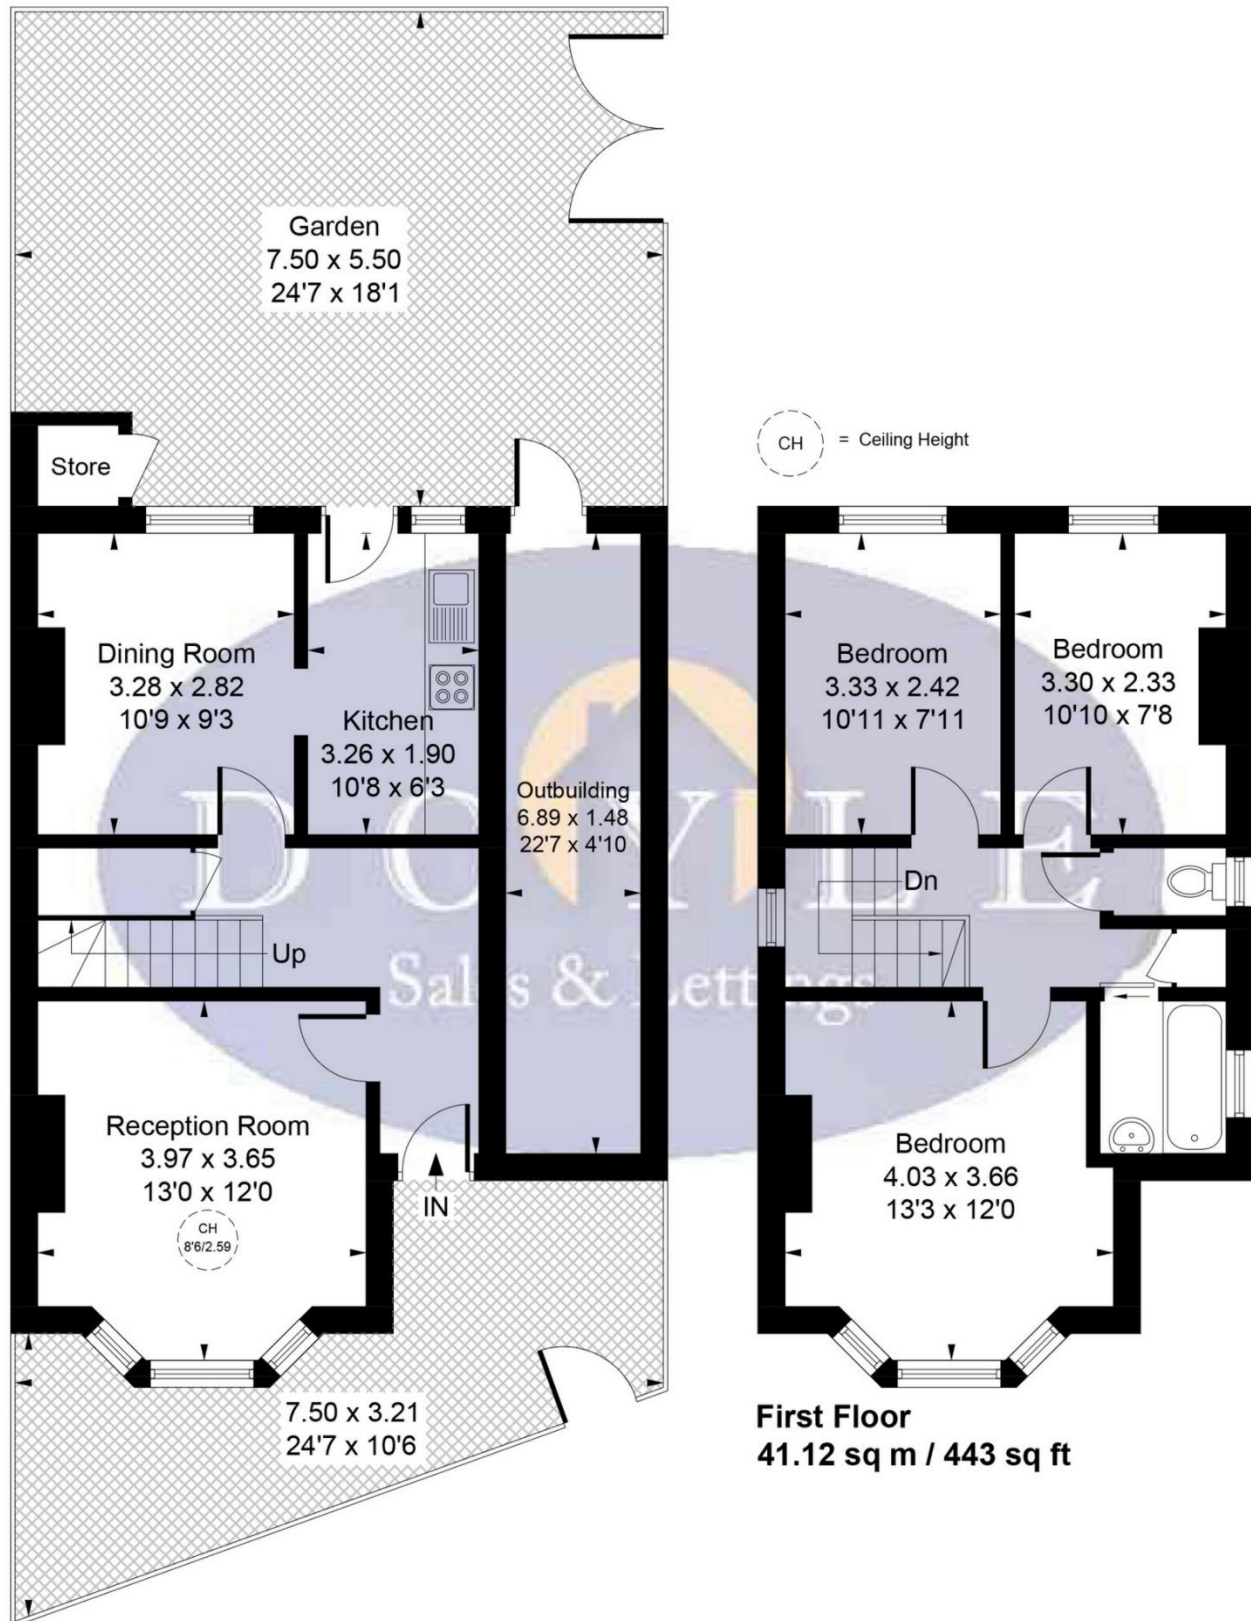 Garden
7.50 x 5.50
24'7 x 18'1
Store
CH = Ceiling Height
Dining Room
3.28 x 2.82
10'9 x 9'3
Kitchen
3.26 x 1.90
10'8 x 6'3
Outbuilding
6.89 x 1.48
22'7 x 4'10
Bedroom
3.33 x 2.42
10'11 x 7'11
Bedroom
3.30 x 2.33
10'10 x 7'8
DOYLE
Sales & Lettings
Up
Dn
Reception Room
3.97 x 3.65
13'0 x 12'0
CH
8'6/2.59
IN
Bedroom
4.03 x 3.66
13'3 x 12'0
7.50 x 3.21
24'7 x 10'6
First Floor
41.12 sq m / 443 sq ft